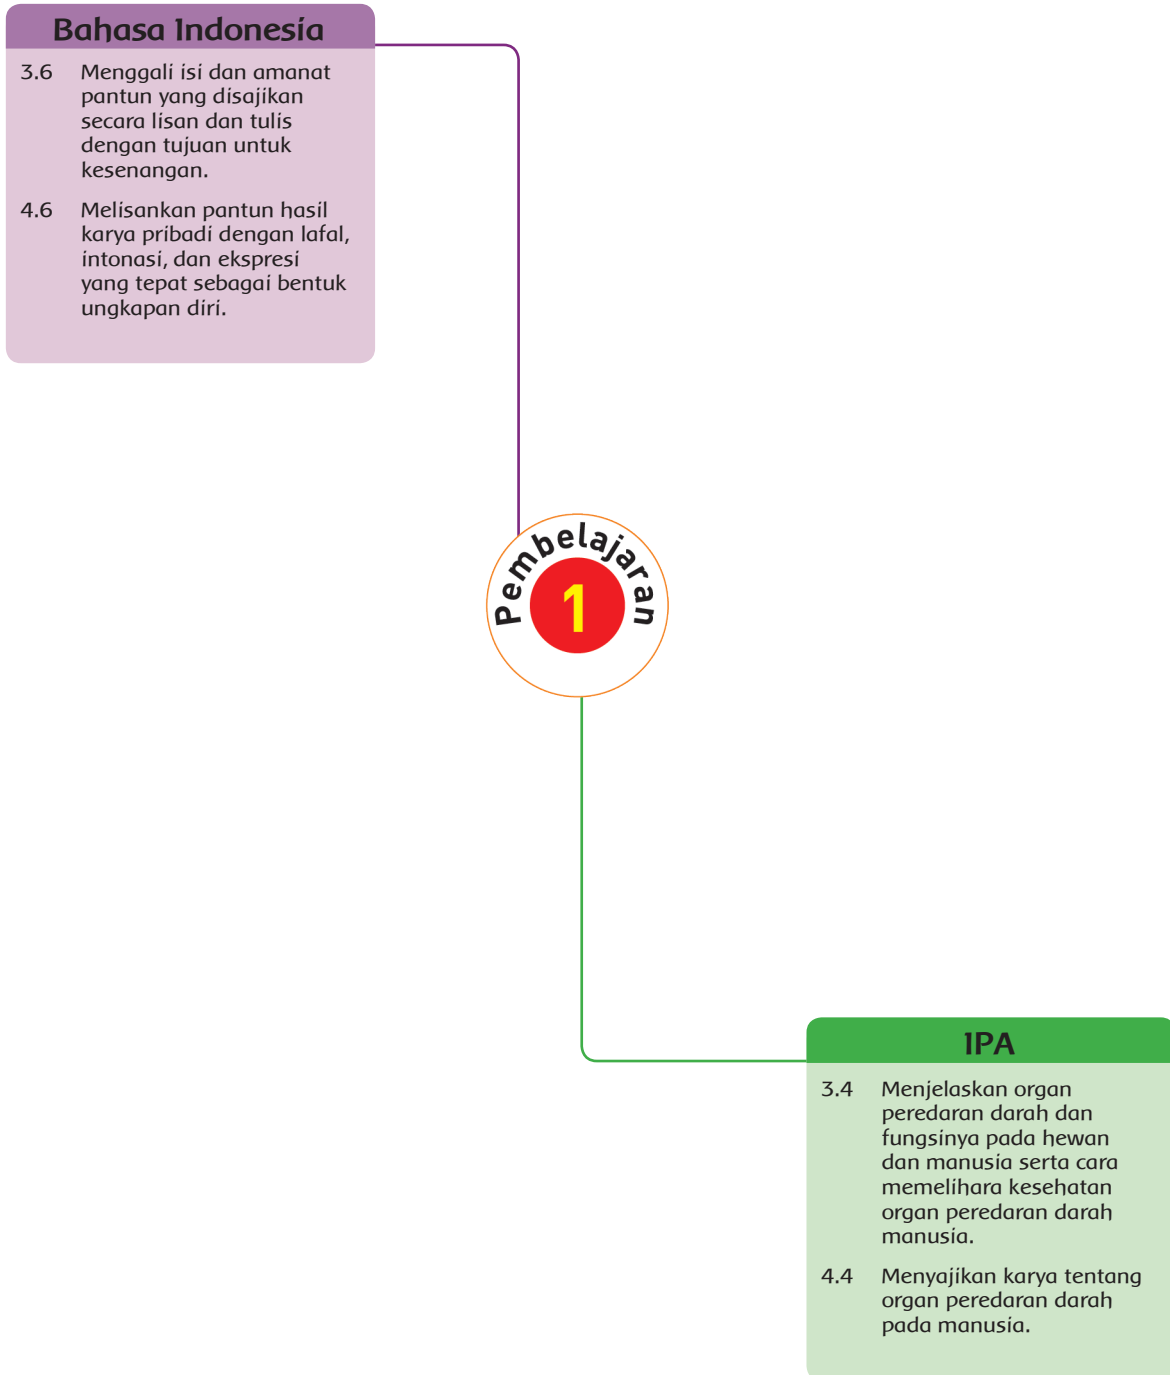 Bahasa Indonesia
3.6 Menggali isi dan amanat
pantun yang disajikan
secara lisan dan tulis
dengan tujuan untuk
kesenangan.
4.6 Melisankan pantun hasil
karya pribadi dengan lafal,
intonasi, dan ekspresi
yang tepat sebagai bentuk
ungkapan diri.
Pembelajaran
1
IPA
3.4 Menjelaskan organ
peredaran darah dan
fungsinya pada hewan
dan manusia serta cara
memelihara kesehatan
organ peredaran darah
manusia.
4.4 Menyajikan karya tentang
organ peredaran darah
pada manusia.